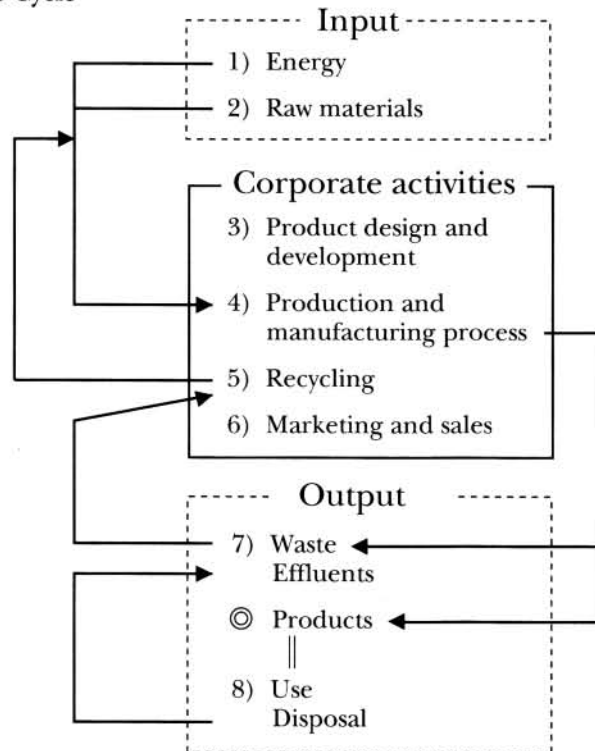 Input
1) Energy
2) Raw materials
Corporate activities
3) Product design and
development
4) Production and
manufacturing process
5) Recycling
6) Marketing and sales
Output
7) Waste
Effluents
◎ Products
||
8) Use
Disposal